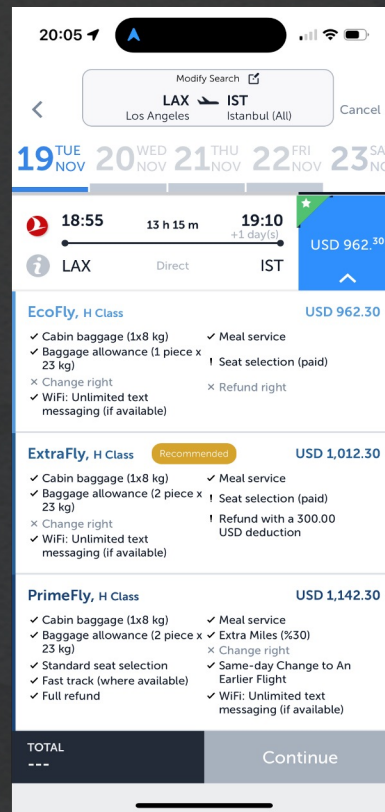 20:05
Modify Search
LAX IST
Los Angeles Istanbul (All)
Cancel
19 TUE NOV 20 WED NOV 21 THU NOV 22 FRI NOV 23
18:55 13 h 15 m 19:10
+1 day(s)
USD 962.30
LAX Direct IST
EcoFly, H Class USD 962.30
✓ Cabin baggage (1x8 kg)
✓ Baggage allowance (1 piece x
23 kg)
× Change right
✓ WiFi: Unlimited text
messaging (if available)
✓ Meal service
! Seat selection (paid)
× Refund right
ExtraFly, H Class Recommended USD 1,012.30
✓ Cabin baggage (1x8 kg)
✓ Baggage allowance (2 piece x
23 kg)
× Change right
✓ WiFi: Unlimited text
messaging (if available)
✓ Meal service
! Seat selection (paid)
! Refund with a 300.00
USD deduction
PrimeFly, H Class USD 1,142.30
✓ Cabin baggage (1x8 kg)
✓ Baggage allowance (2 piece x
23 kg)
✓ Standard seat selection
✓ Fast track (where available)
✓ Full refund
✓ Meal service
✓ Extra Miles (%30)
× Change right
✓ Same-day Change to An
Earlier Flight
✓ WiFi: Unlimited text
messaging (if available)
TOTAL
---
Continue